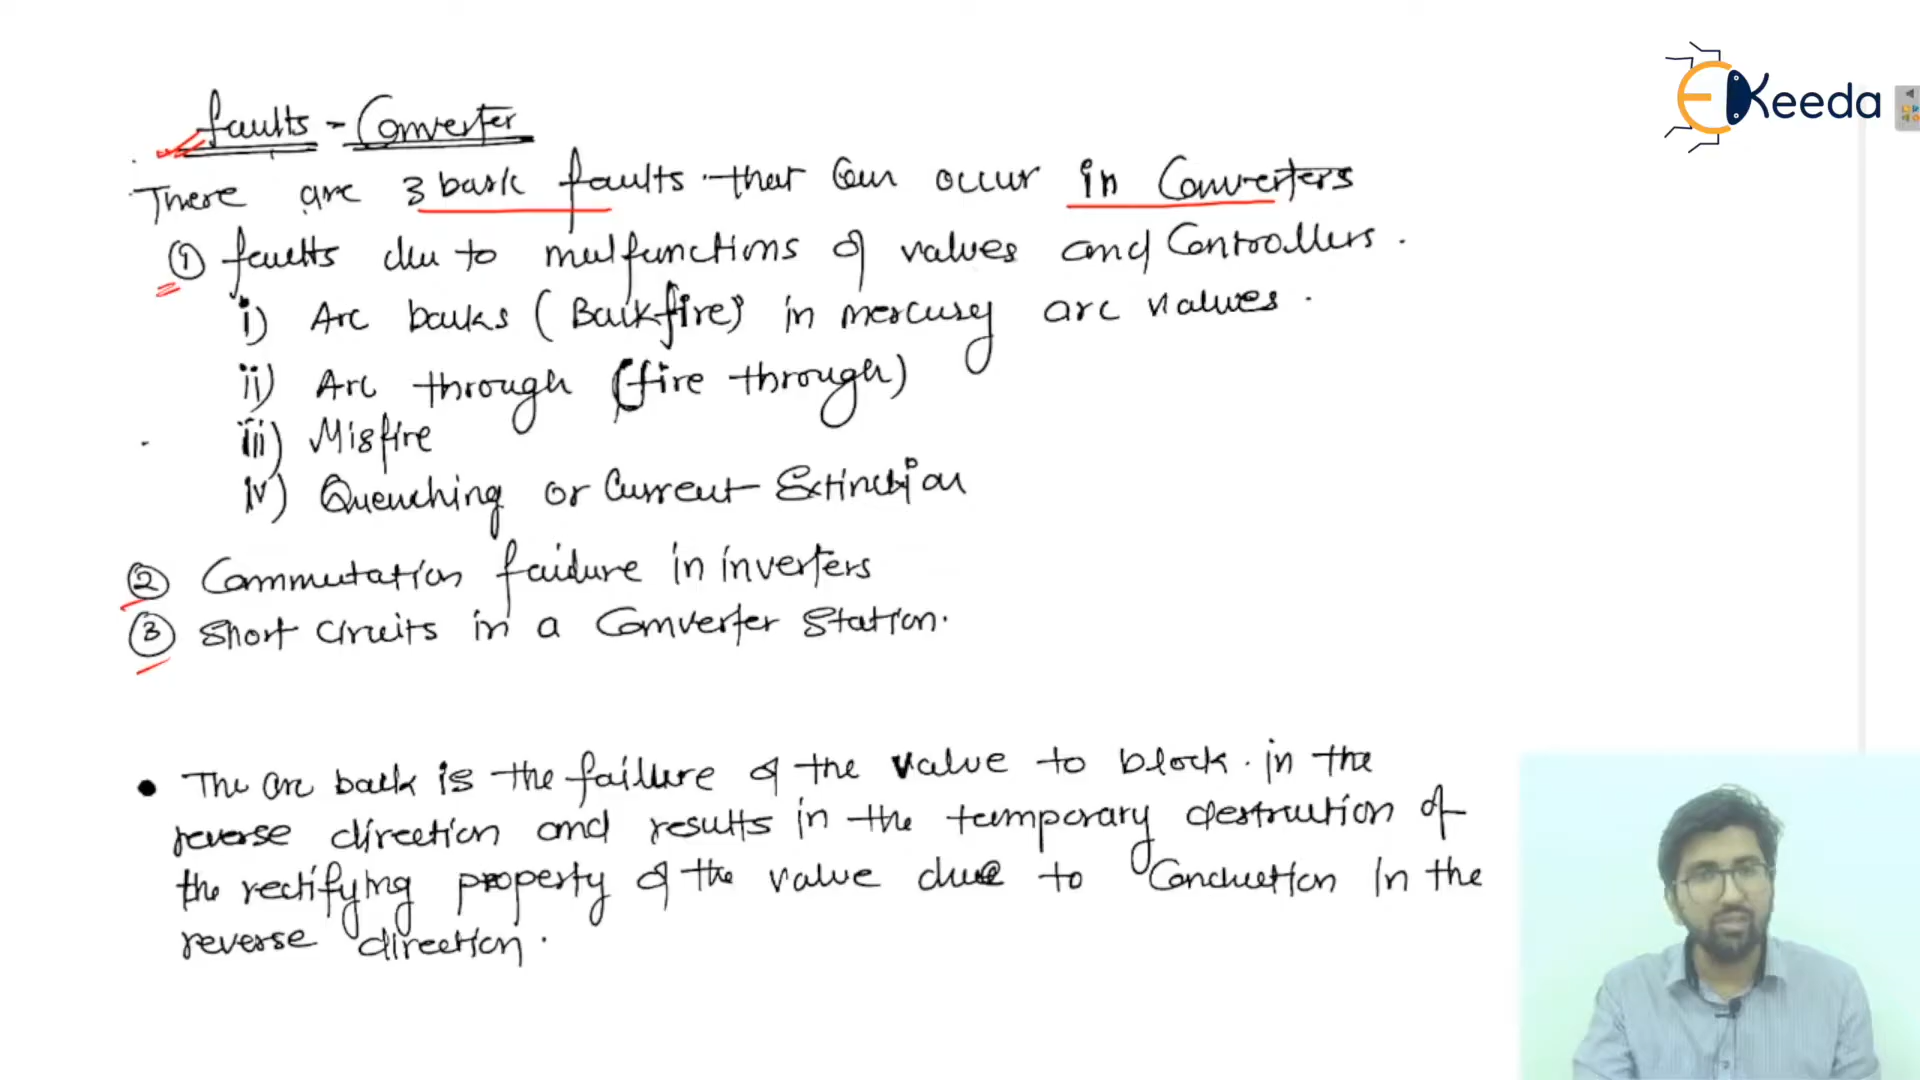 EKeeda
faults - Converter
There are 3 basic faults that can occur in Converters
① faults due to malfunctions of valves and Controllers.
i) Arc backs (Backfire) in mercury arc valves.
ii) Arc through (fire through)
iii) Misfire
iv) Quenching or Current Extinction
② Commutation failure in inverters
③ Short circuits in a Converter Station.
• The arc back is the failure of the valve to block in the
reverse direction and results in the temporary destruction of
the rectifying property of the valve due to Conduction in the
reverse direction.